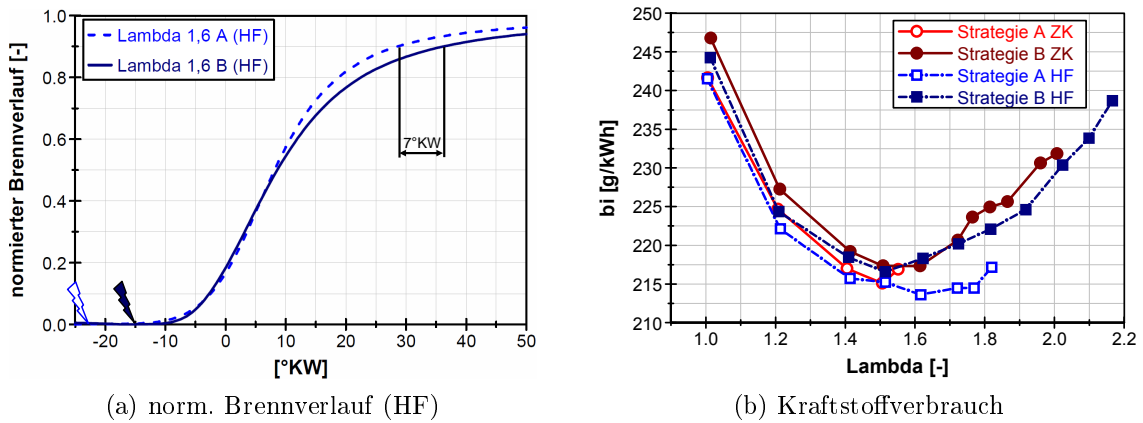 normierter Brennverlauf [-]
1.0
0.8
0.6
0.4
0.2
0.0
Lambda 1,6 A (HF)
Lambda 1,6 B (HF)
7°KW
-20 -10 0 10 20 30 40 50
[°KW]
(a) norm. Brennverlauf (HF)
bi [g/kWh]
250
245
240
235
230
225
220
215
210
Strategie A ZK
Strategie B ZK
Strategie A HF
Strategie B HF
1.0 1.2 1.4 1.6 1.8 2.0 2.2
Lambda [-]
(b) Kraftstoffverbrauch